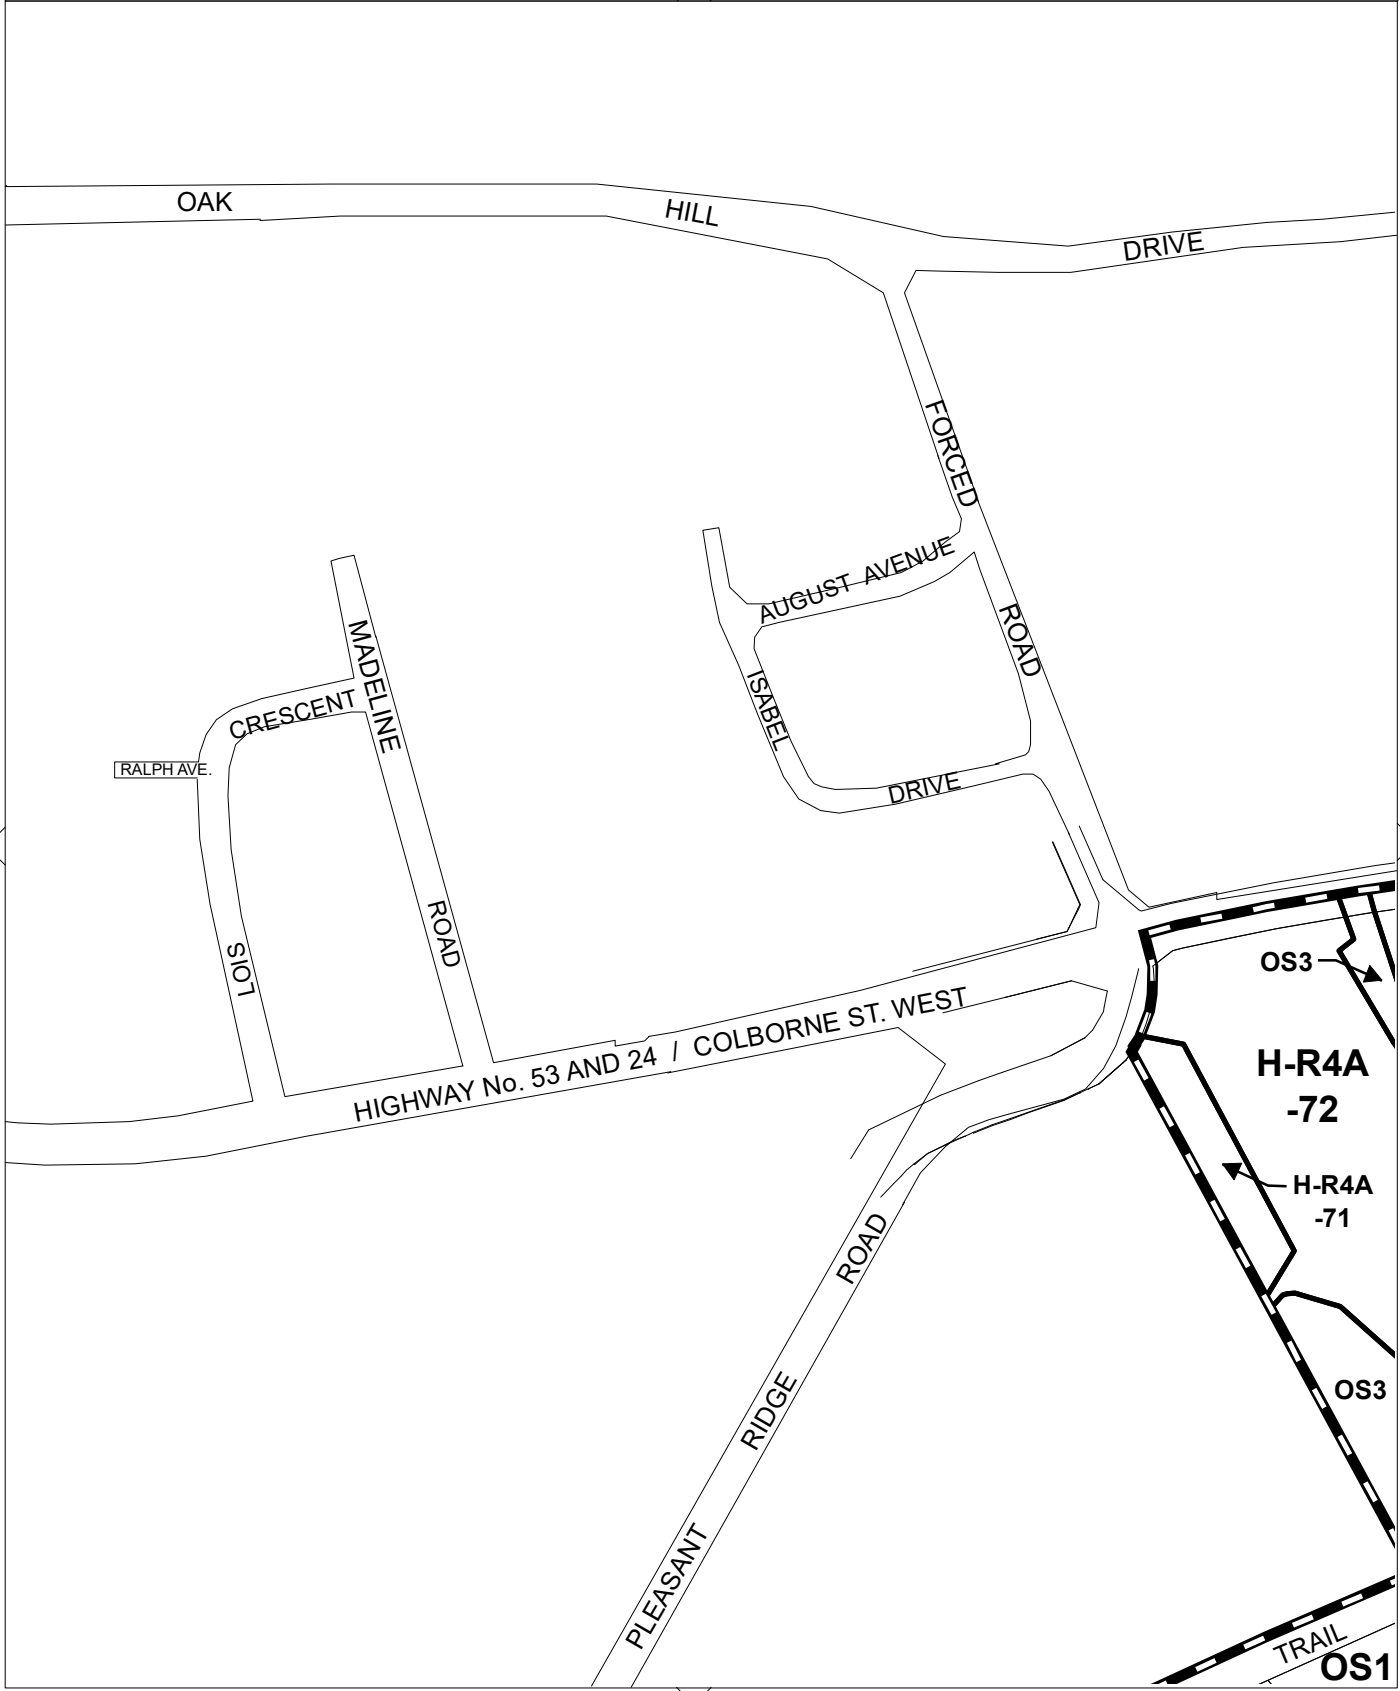 OAK
HILL
DRIVE
FORCED
ROAD
AUGUST AVENUE
ISABEL
DRIVE
MADELINE
ROAD
CRESCENT
RALPH AVE.
LOIS
HIGHWAY No. 53 AND 24 / COLBORNE ST. WEST
OS3
H-R4A
-72
H-R4A
-71
OS3
PLEASANT
RIDGE
ROAD
TRAIL
OS1